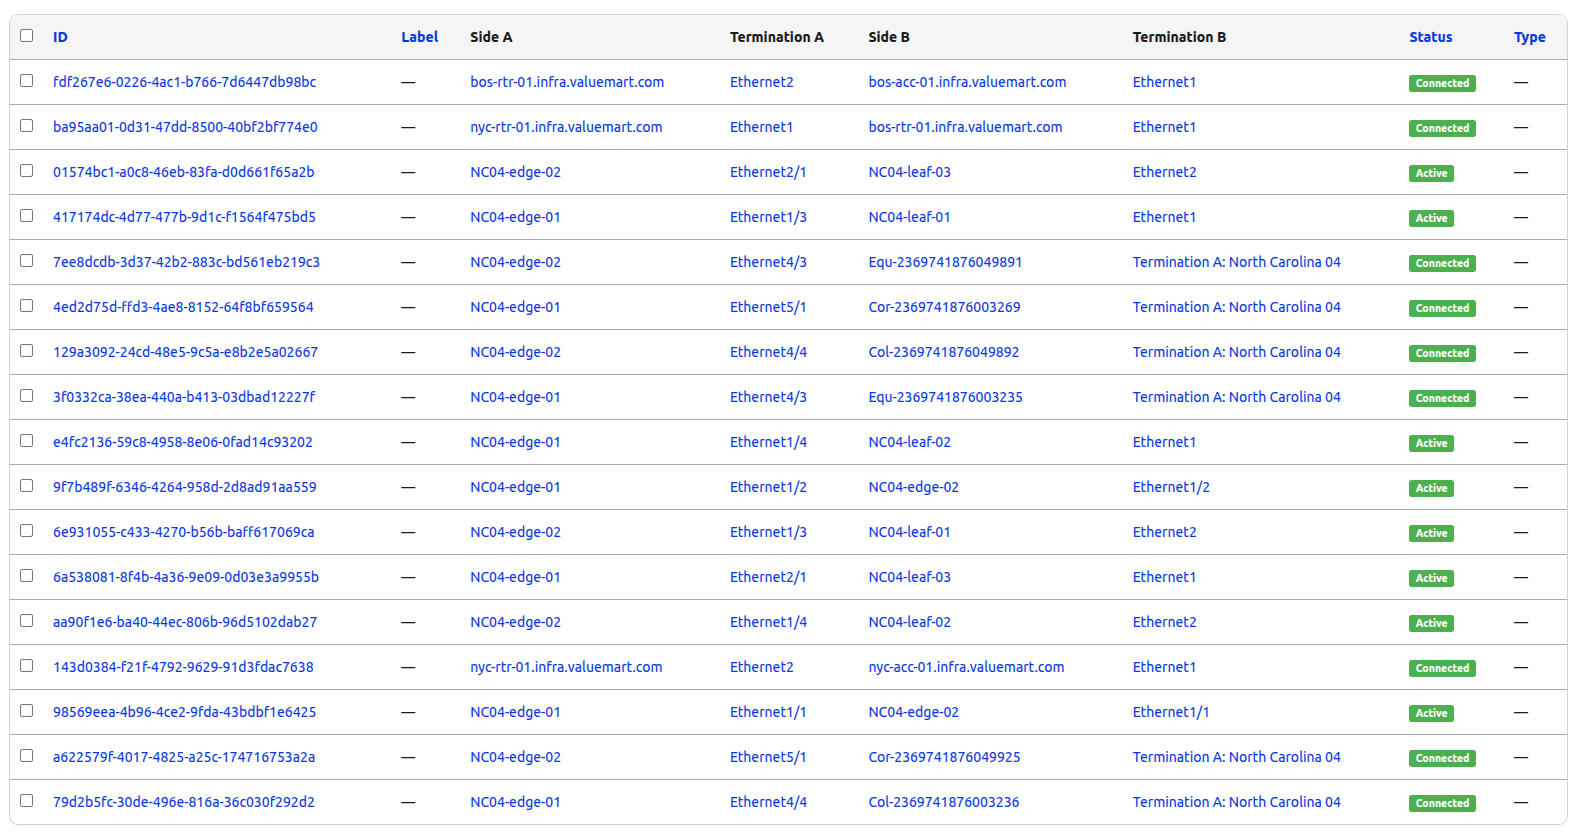 ID Label Side A Termination A Side B Termination B Status Type
fdf267e6-0226-4ac1-b766-7d6447db98bc — bos-rtr-01.infra.valuemart.com Ethernet2 bos-acc-01.infra.valuemart.com Ethernet1 Connected —
ba95aa01-0d31-47dd-8500-40bf2bf774e0 — nyc-rtr-01.infra.valuemart.com Ethernet1 bos-rtr-01.infra.valuemart.com Ethernet1 Connected —
01574bc1-a0c8-46eb-83fa-d0d661f65a2b — NC04-edge-02 Ethernet2/1 NC04-leaf-03 Ethernet2 Active —
417174dc-4d77-477b-9d1c-f1564f475bd5 — NC04-edge-01 Ethernet1/3 NC04-leaf-01 Ethernet1 Active —
7ee8dcdb-3d37-42b2-883c-bd561eb219c3 — NC04-edge-02 Ethernet4/3 Equ-2369741876049891 Termination A: North Carolina 04 Connected —
4ed2d75d-ffd3-4ae8-8152-64f8bf659564 — NC04-edge-01 Ethernet5/1 Cor-2369741876003269 Termination A: North Carolina 04 Connected —
129a3092-24cd-48e5-9c5a-e8b2e5a02667 — NC04-edge-02 Ethernet4/4 Col-2369741876049892 Termination A: North Carolina 04 Connected —
3f0332ca-38ea-440a-b413-03dbad12227f — NC04-edge-01 Ethernet4/3 Equ-2369741876003235 Termination A: North Carolina 04 Connected —
e4fc2136-59c8-4958-8e06-0fad14c93202 — NC04-edge-01 Ethernet1/4 NC04-leaf-02 Ethernet1 Active —
9f7b489f-6346-4264-958d-2d8ad91aa559 — NC04-edge-01 Ethernet1/2 NC04-edge-02 Ethernet1/2 Active —
6e931055-c433-4270-b56b-baff617069ca — NC04-edge-02 Ethernet1/3 NC04-leaf-01 Ethernet2 Active —
6a538081-8f4b-4a36-9e09-0d03e3a9955b — NC04-edge-01 Ethernet2/1 NC04-leaf-03 Ethernet1 Active —
aa90f1e6-ba40-44ec-806b-96d5102dab27 — NC04-edge-02 Ethernet1/4 NC04-leaf-02 Ethernet2 Active —
143d0384-f21f-4792-9629-91d3fdac7638 — nyc-rtr-01.infra.valuemart.com Ethernet2 nyc-acc-01.infra.valuemart.com Ethernet1 Connected —
98569eea-4b96-4ce2-9fda-43bdbf1e6425 — NC04-edge-01 Ethernet1/1 NC04-edge-02 Ethernet1/1 Active —
a622579f-4017-4825-a25c-174716753a2a — NC04-edge-02 Ethernet5/1 Cor-2369741876049925 Termination A: North Carolina 04 Connected —
79d2b5fc-30de-496e-816a-36c030f292d2 — NC04-edge-01 Ethernet4/4 Col-2369741876003236 Termination A: North Carolina 04 Connected —